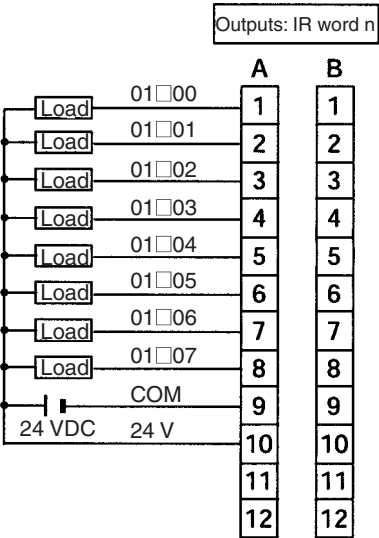 Outputs: IR word n
A B
Load 01□00 1 1
Load 01□01 2 2
Load 01□02 3 3
Load 01□03 4 4
Load 01□04 5 5
Load 01□05 6 6
Load 01□06 7 7
Load 01□07 8 8
COM 9 9
24 VDC 24 V 10 10
11 11
12 12